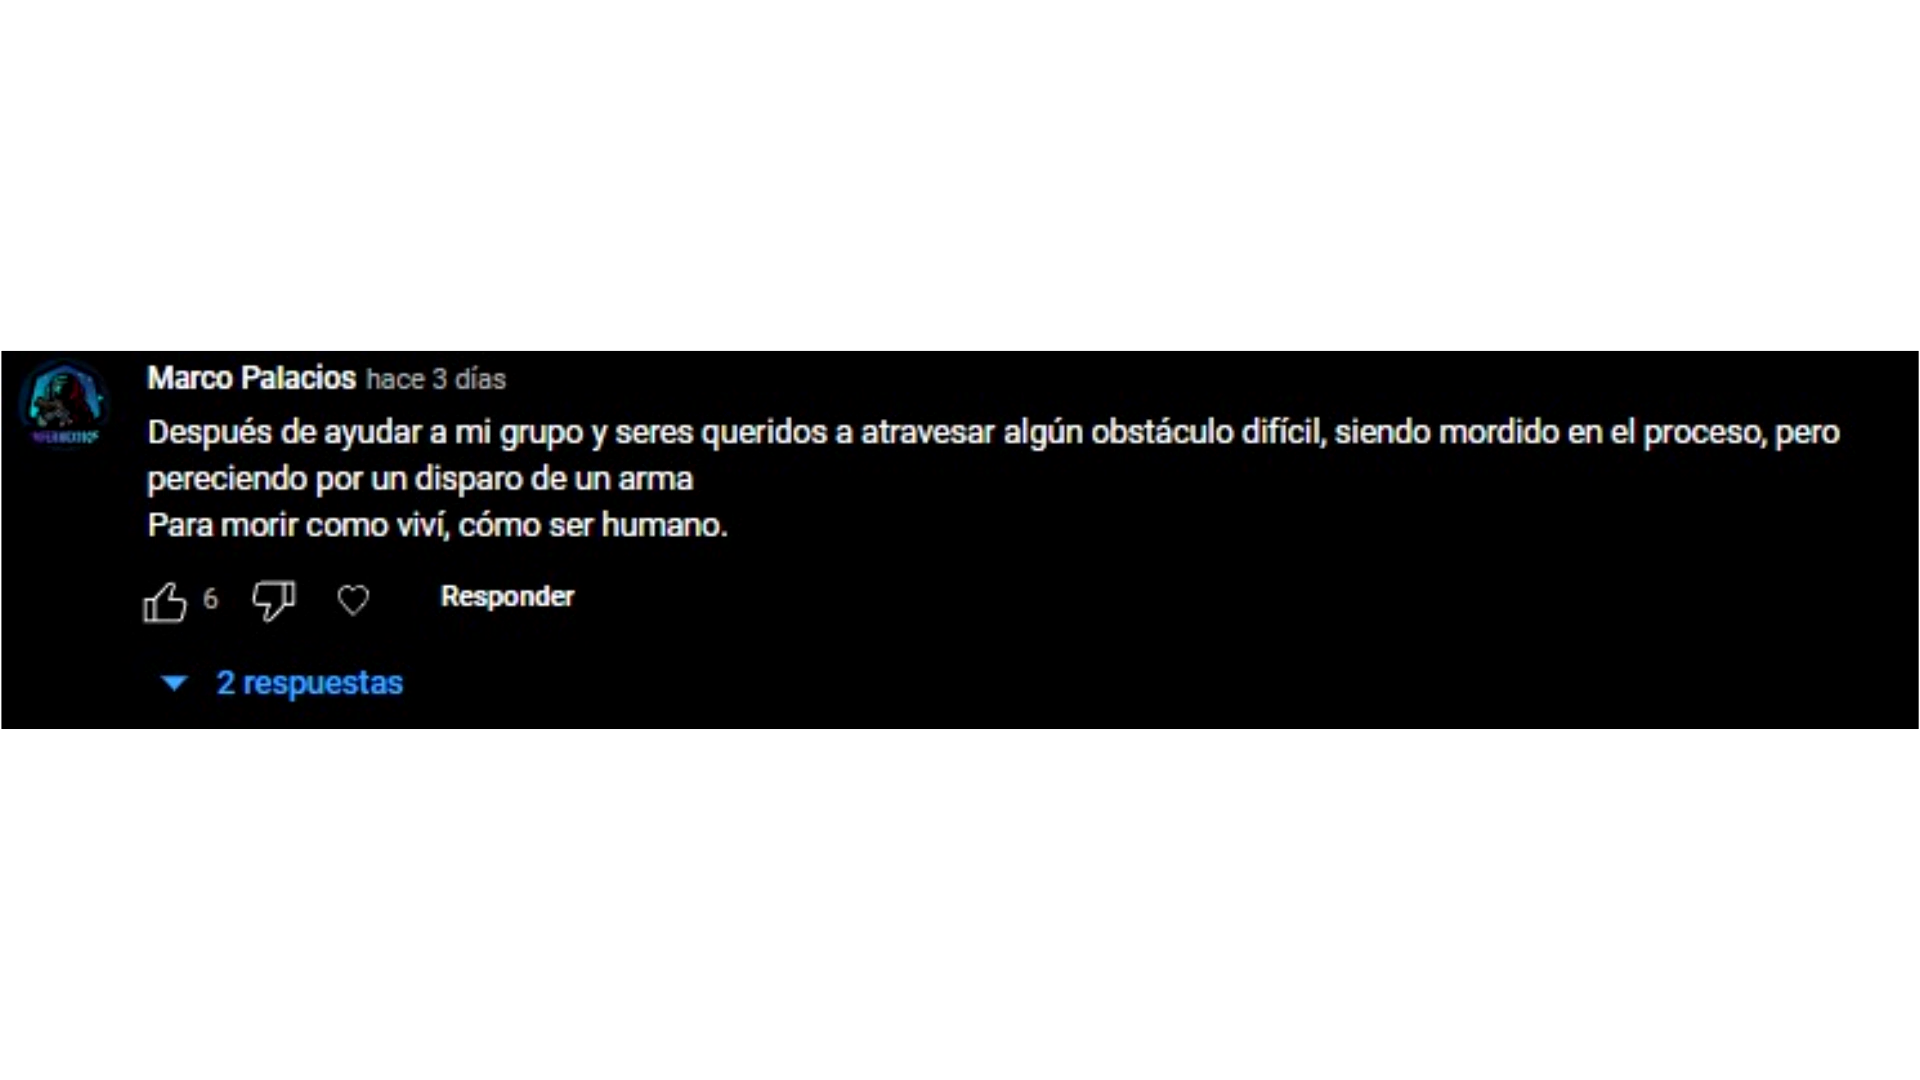 Marco Palacios hace 3 días
Después de ayudar a mi grupo y seres queridos a atravesar algún obstáculo difícil, siendo mordido en el proceso, pero
pereciendo por un disparo de un arma
Para morir como viví, cómo ser humano.
6 Responder
2 respuestas